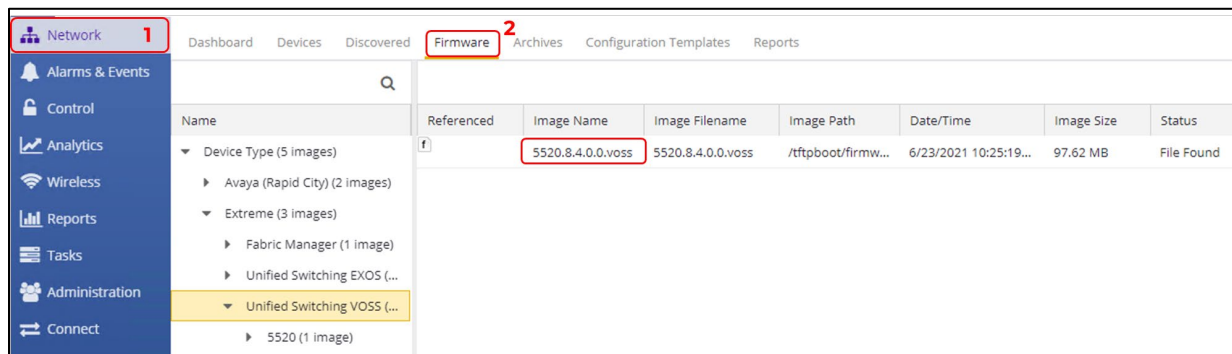 Network 1
Alarms & Events
Control
Analytics
Wireless
Reports
Tasks
Administration
Connect
Dashboard Devices Discovered Firmware 2 Archives Configuration Templates Reports
Name
Device Type (5 images)
Avaya (Rapid City) (2 images)
Extreme (3 images)
Fabric Manager (1 image)
Unified Switching EXOS (...
Unified Switching VOSS (...
5520 (1 image)
Referenced Image Name Image Filename Image Path Date/Time Image Size Status
f 5520.8.4.0.0.voss 5520.8.4.0.0.voss /tftpboot/firmw... 6/23/2021 10:25:19... 97.62 MB File Found